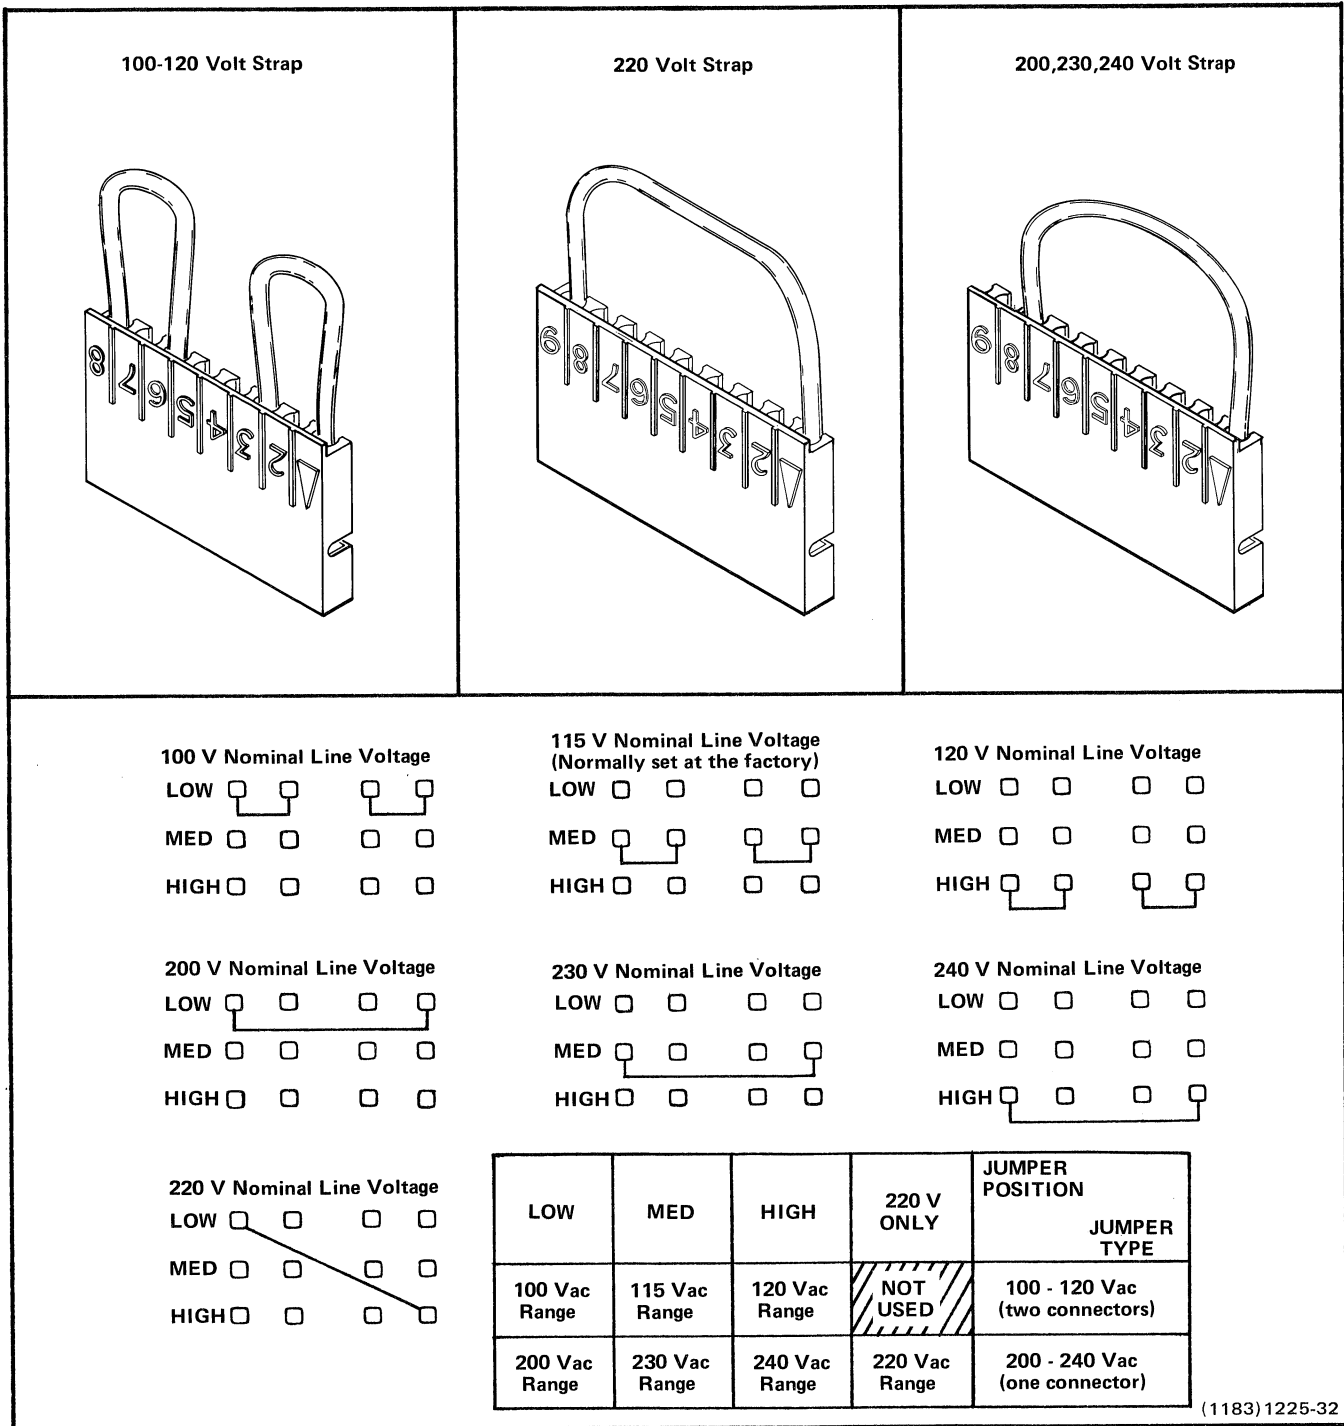 100-120 Volt Strap
220 Volt Strap
200,230,240 Volt Strap
8 7 6 5 4 3 2
9 8 7 6 5 4 3 2
9 8 7 6 5 4 3 2
100 V Nominal Line Voltage
LOW
MED
HIGH
115 V Nominal Line Voltage
(Normally set at the factory)
LOW
MED
HIGH
120 V Nominal Line Voltage
LOW
MED
HIGH
200 V Nominal Line Voltage
LOW
MED
HIGH
230 V Nominal Line Voltage
LOW
MED
HIGH
240 V Nominal Line Voltage
LOW
MED
HIGH
220 V Nominal Line Voltage
LOW
MED
HIGH
LOW
MED
HIGH
220 V
ONLY
JUMPER
POSITION
JUMPER
TYPE
100 Vac
Range
115 Vac
Range
120 Vac
Range
NOT
USED
100 - 120 Vac
(two connectors)
200 Vac
Range
230 Vac
Range
240 Vac
Range
220 Vac
Range
200 - 240 Vac
(one connector)
(1183)1225-32